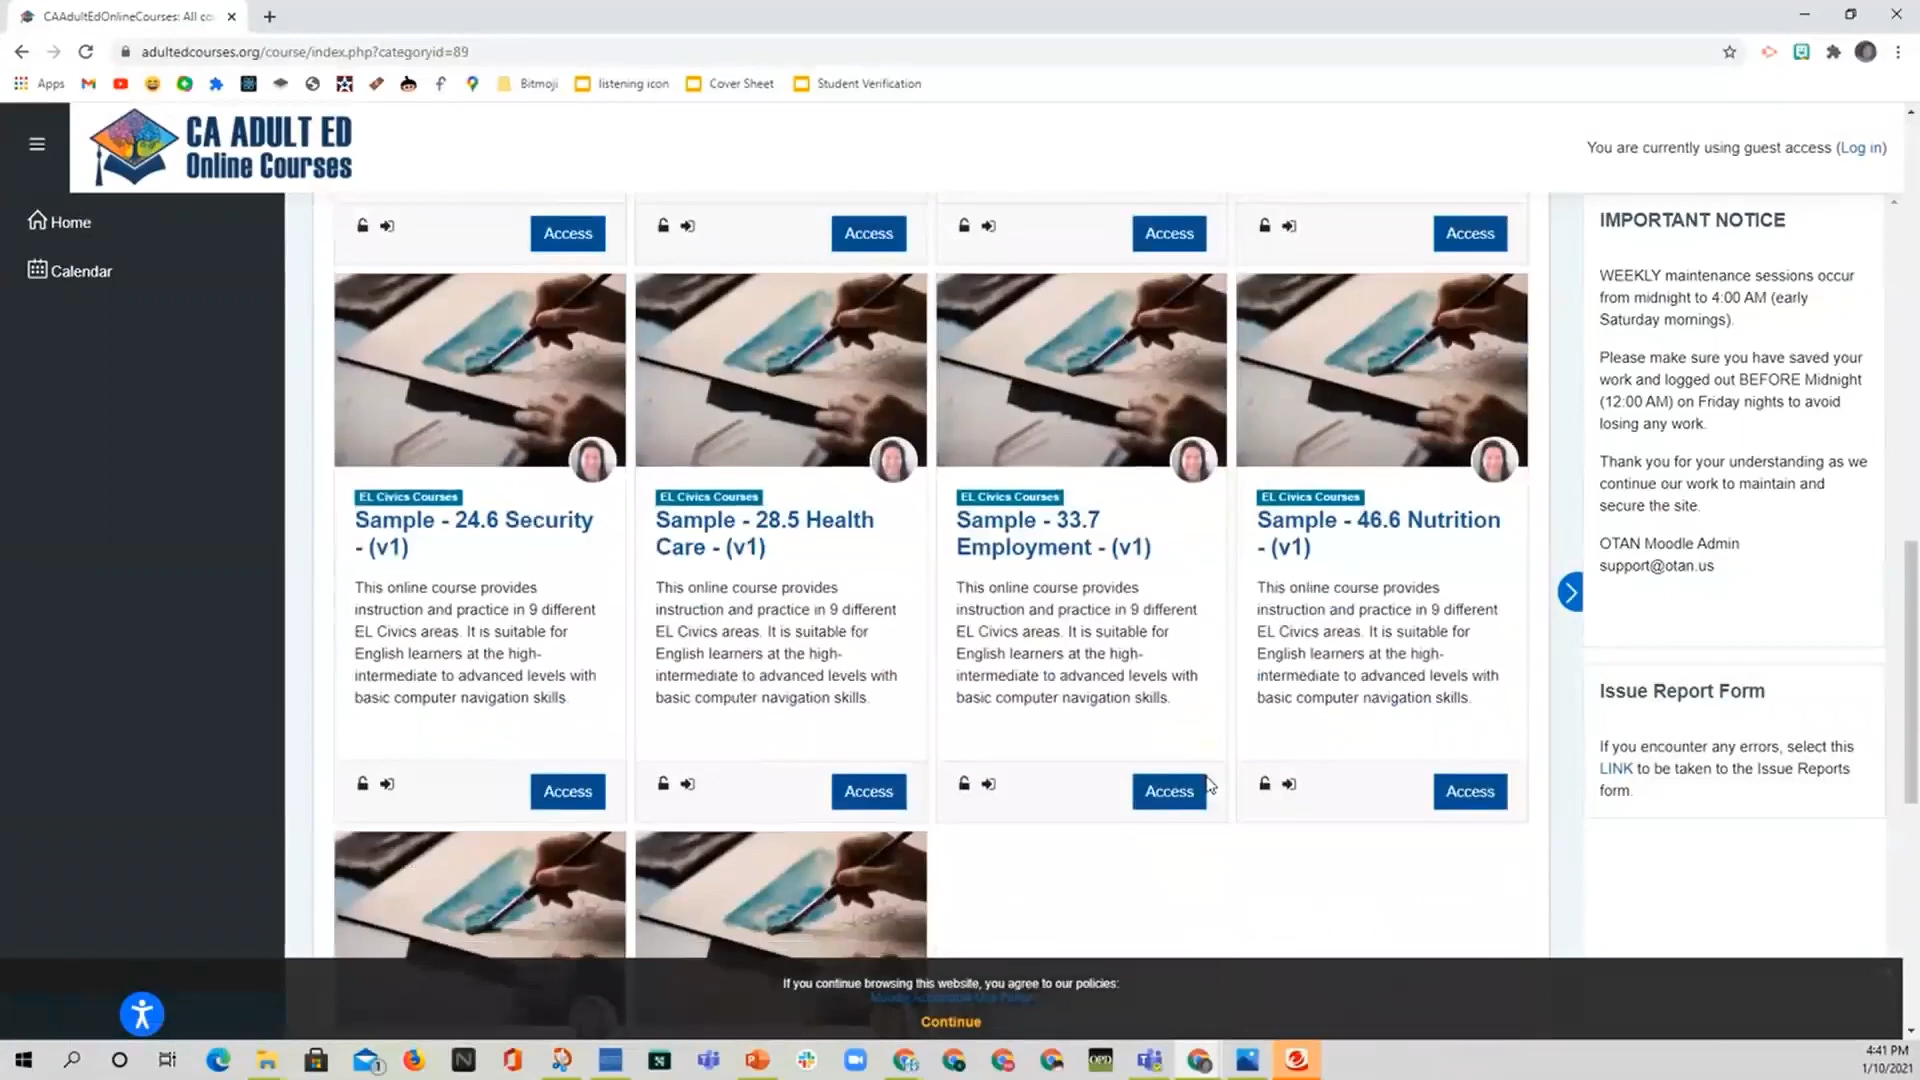 CAAdultEdOnlineCourses: All co
adultedcourses.org/course/index.php?categoryid=89
Apps
Bitmoji
listening icon
Cover Sheet
Student Verification
CA ADULT ED
Online Courses
You are currently using guest access (Log in)
Home
Calendar
Access
Access
Access
Access
EL Civics Courses
Sample - 24.6 Security
- (v1)
This online course provides
instruction and practice in 9 different
EL Civics areas. It is suitable for
English learners at the high-
intermediate to advanced levels with
basic computer navigation skills.
Access
EL Civics Courses
Sample - 28.5 Health
Care - (v1)
This online course provides
instruction and practice in 9 different
EL Civics areas. It is suitable for
English learners at the high-
intermediate to advanced levels with
basic computer navigation skills.
Access
EL Civics Courses
Sample - 33.7
Employment - (v1)
This online course provides
instruction and practice in 9 different
EL Civics areas. It is suitable for
English learners at the high-
intermediate to advanced levels with
basic computer navigation skills.
Access
EL Civics Courses
Sample - 46.6 Nutrition
- (v1)
This online course provides
instruction and practice in 9 different
EL Civics areas. It is suitable for
English learners at the high-
intermediate to advanced levels with
basic computer navigation skills.
Access
IMPORTANT NOTICE
WEEKLY maintenance sessions occur
from midnight to 4:00 AM (early
Saturday mornings).
Please make sure you have saved your
work and logged out BEFORE Midnight
(12:00 AM) on Friday nights to avoid
losing any work.
Thank you for your understanding as we
continue our work to maintain and
secure the site.
OTAN Moodle Admin
support@otan.us
Issue Report Form
If you encounter any errors, select this
LINK to be taken to the Issue Reports
form.
If you continue browsing this website, you agree to our policies:
Continue
OPD
4:41 PM
1/10/2021